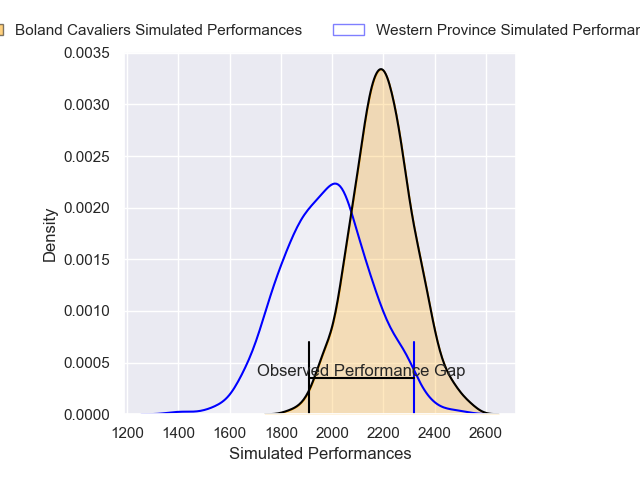 Boland Cavaliers Simulated Performances Western Province Simulated
0.0035
0.0030
0.0025
0.0020
0.0015
0.0010
0.0005
0.0000
Density
Observed Performance Gap
1200 1400 1600 1800 2000 2200 2400 2600
Simulated Performances